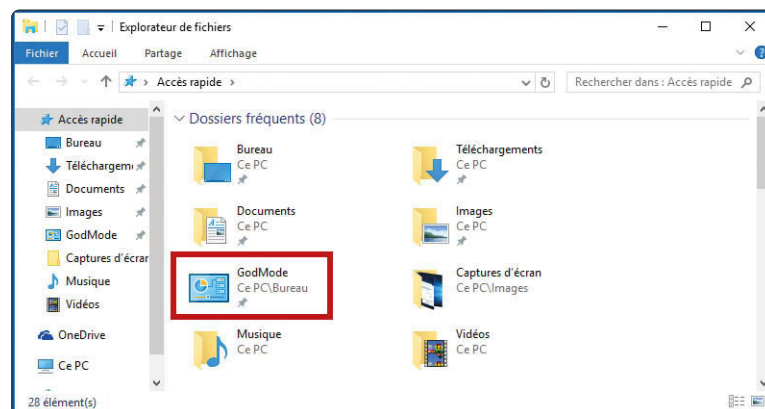 Explorateur de fichiers
Fichier Accueil Partage Affichage
Accès rapide
Rechercher dans : Accès rapide
Accès rapide
Bureau
Téléchargem
Documents
Images
GodMode
Captures d'écrar
Musique
Vidéos
OneDrive
Ce PC
Dossiers fréquents (8)
Bureau
Ce PC
Téléchargements
Ce PC
Documents
Ce PC
Images
Ce PC
GodMode
Ce PC\Bureau
Captures d'écran
Ce PC\Images
Musique
Ce PC
Vidéos
Ce PC
28 élément(s)